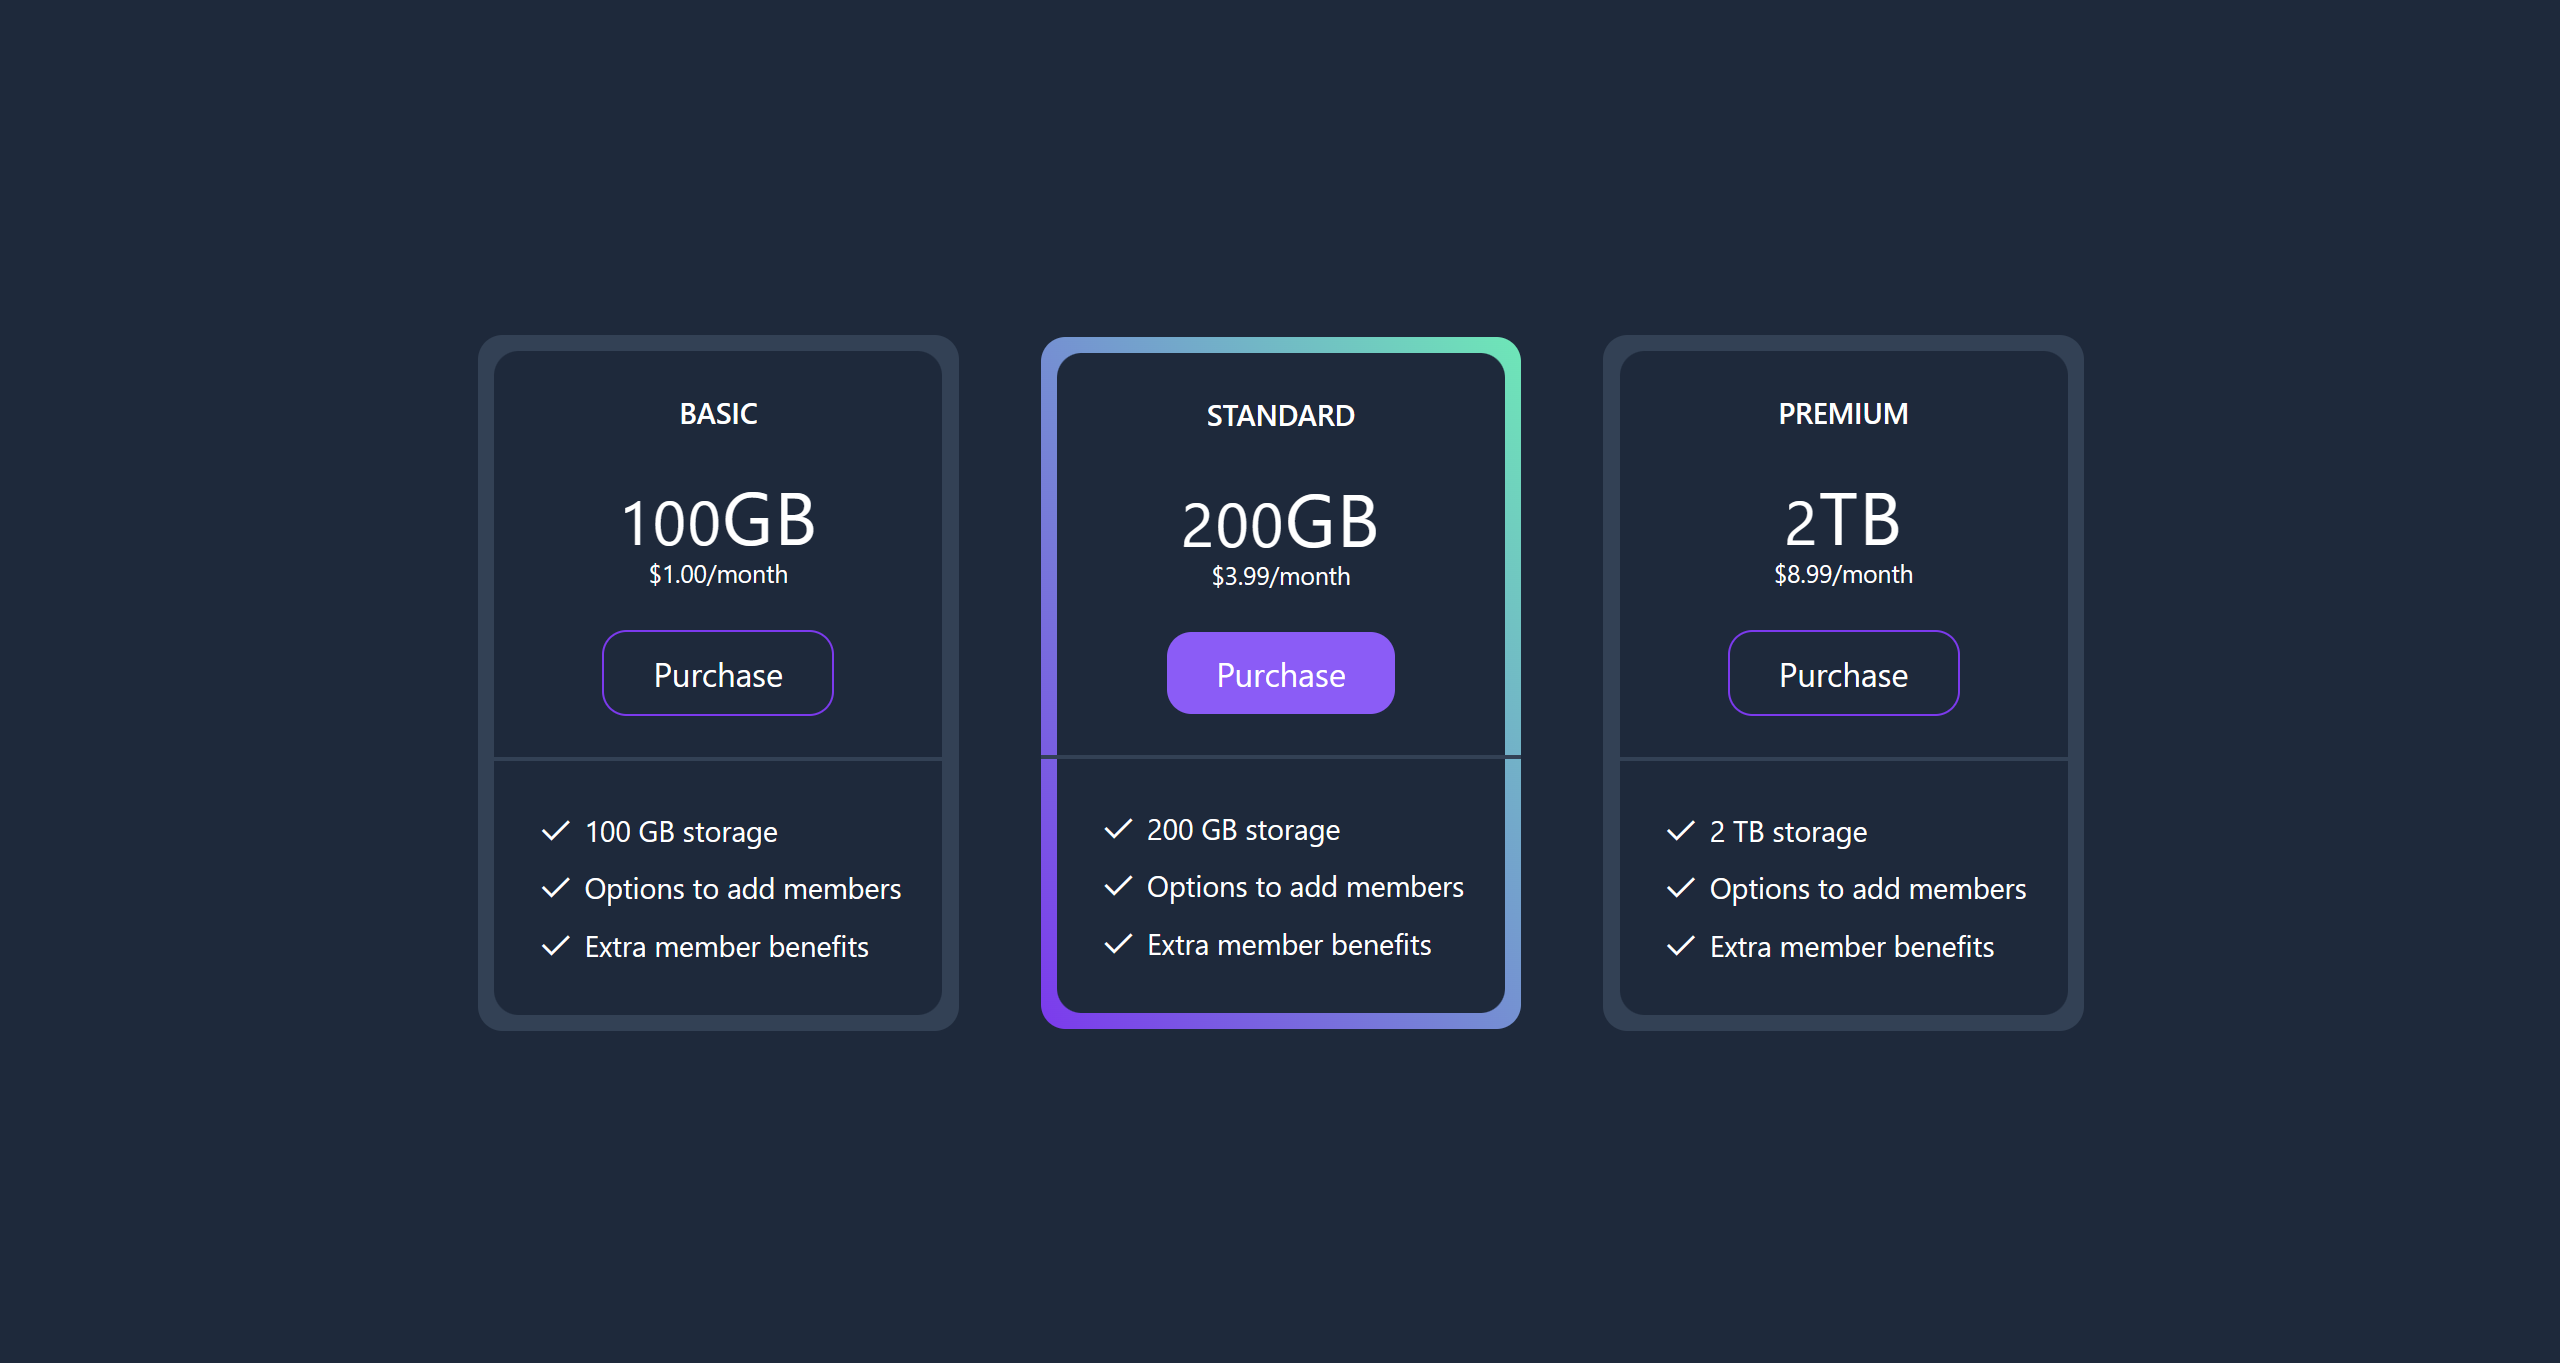 BASIC
100GB
$1.00/month
Purchase
100 GB storage
Options to add members
Extra member benefits
STANDARD
200GB
$3.99/month
Purchase
200 GB storage
Options to add members
Extra member benefits
PREMIUM
2TB
$8.99/month
Purchase
2 TB storage
Options to add members
Extra member benefits